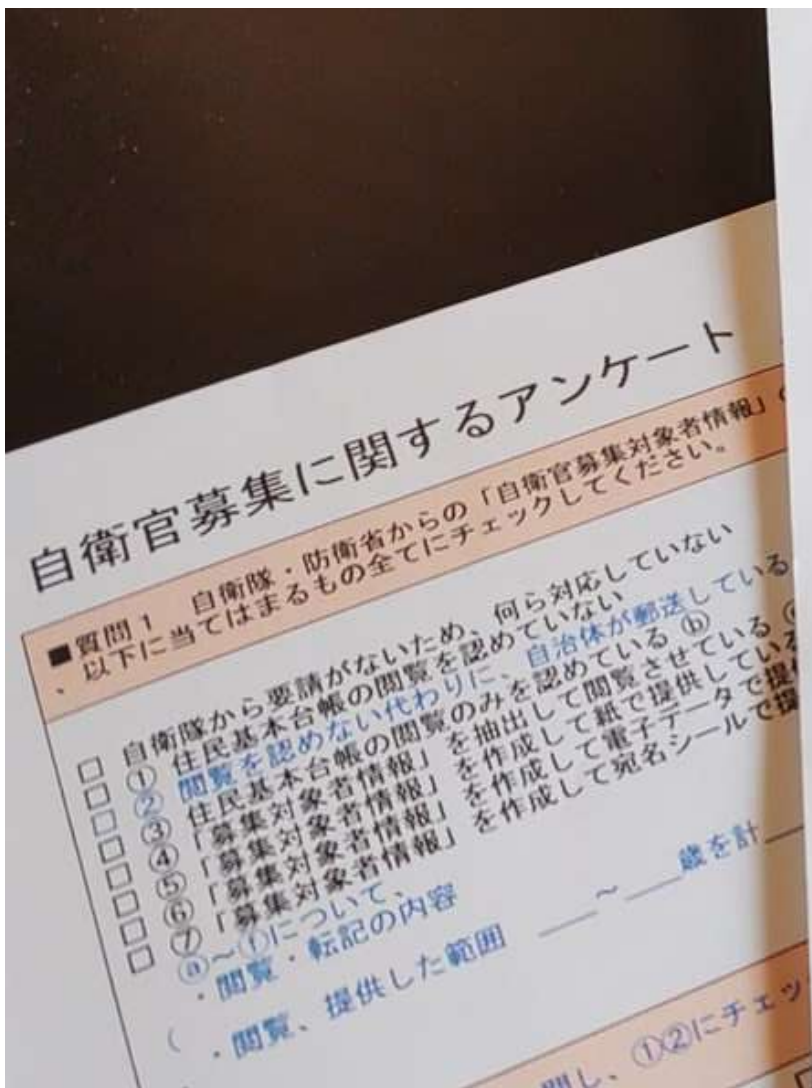 自衛官募集に関するアンケート
■質問1 自衛隊・防衛省からの「自衛官募集対象者情報」の
、以下に当てはまるもの全てにチェックしてください。
□ 自衛隊から要請がないため、何ら対応していない
□ ① 住民基本台帳の閲覧を認めていない
□ ② 閲覧を認めない代わりに、自治体が郵送している
□ ③ 住民基本台帳の閲覧のみを認めている ⓑ
□ ④ 「募集対象者情報」を抽出して閲覧させている
□ ⑤ 「募集対象者情報」を作成して紙で提供している
□ ⑥ 「募集対象者情報」を作成して電子データで提供
□ ⑦ 「募集対象者情報」を作成して宛名シールで提
ⓐ~ⓕについて、
・閲覧・転記の内容
(
・閲覧、提供した範囲 ___~___歳を計___
し、①②にチェッ